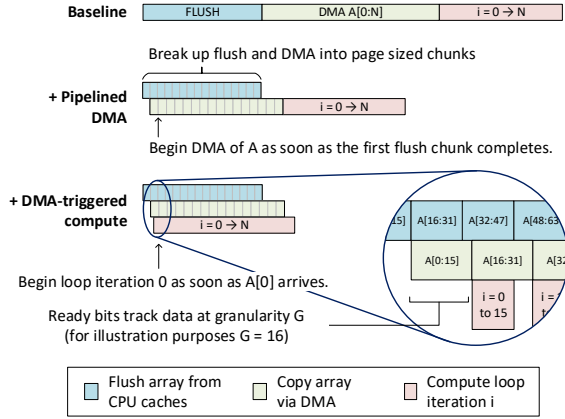 Baseline
FLUSH
DMA A[0:N]
i = 0 → N
Break up flush and DMA into page sized chunks
+ Pipelined
DMA
i = 0 → N
Begin DMA of A as soon as the first flush chunk completes.
+ DMA-triggered
compute
i = 0 → N
15]
A[16:31]
A[32:47]
A[48:63
A[0:15]
A[16:31]
A[32
i = 0
to 15
i =
to
Begin loop iteration 0 as soon as A[0] arrives.
Ready bits track data at granularity G
(for illustration purposes G = 16)
Flush array from
CPU caches
Copy array
via DMA
Compute loop
iteration i